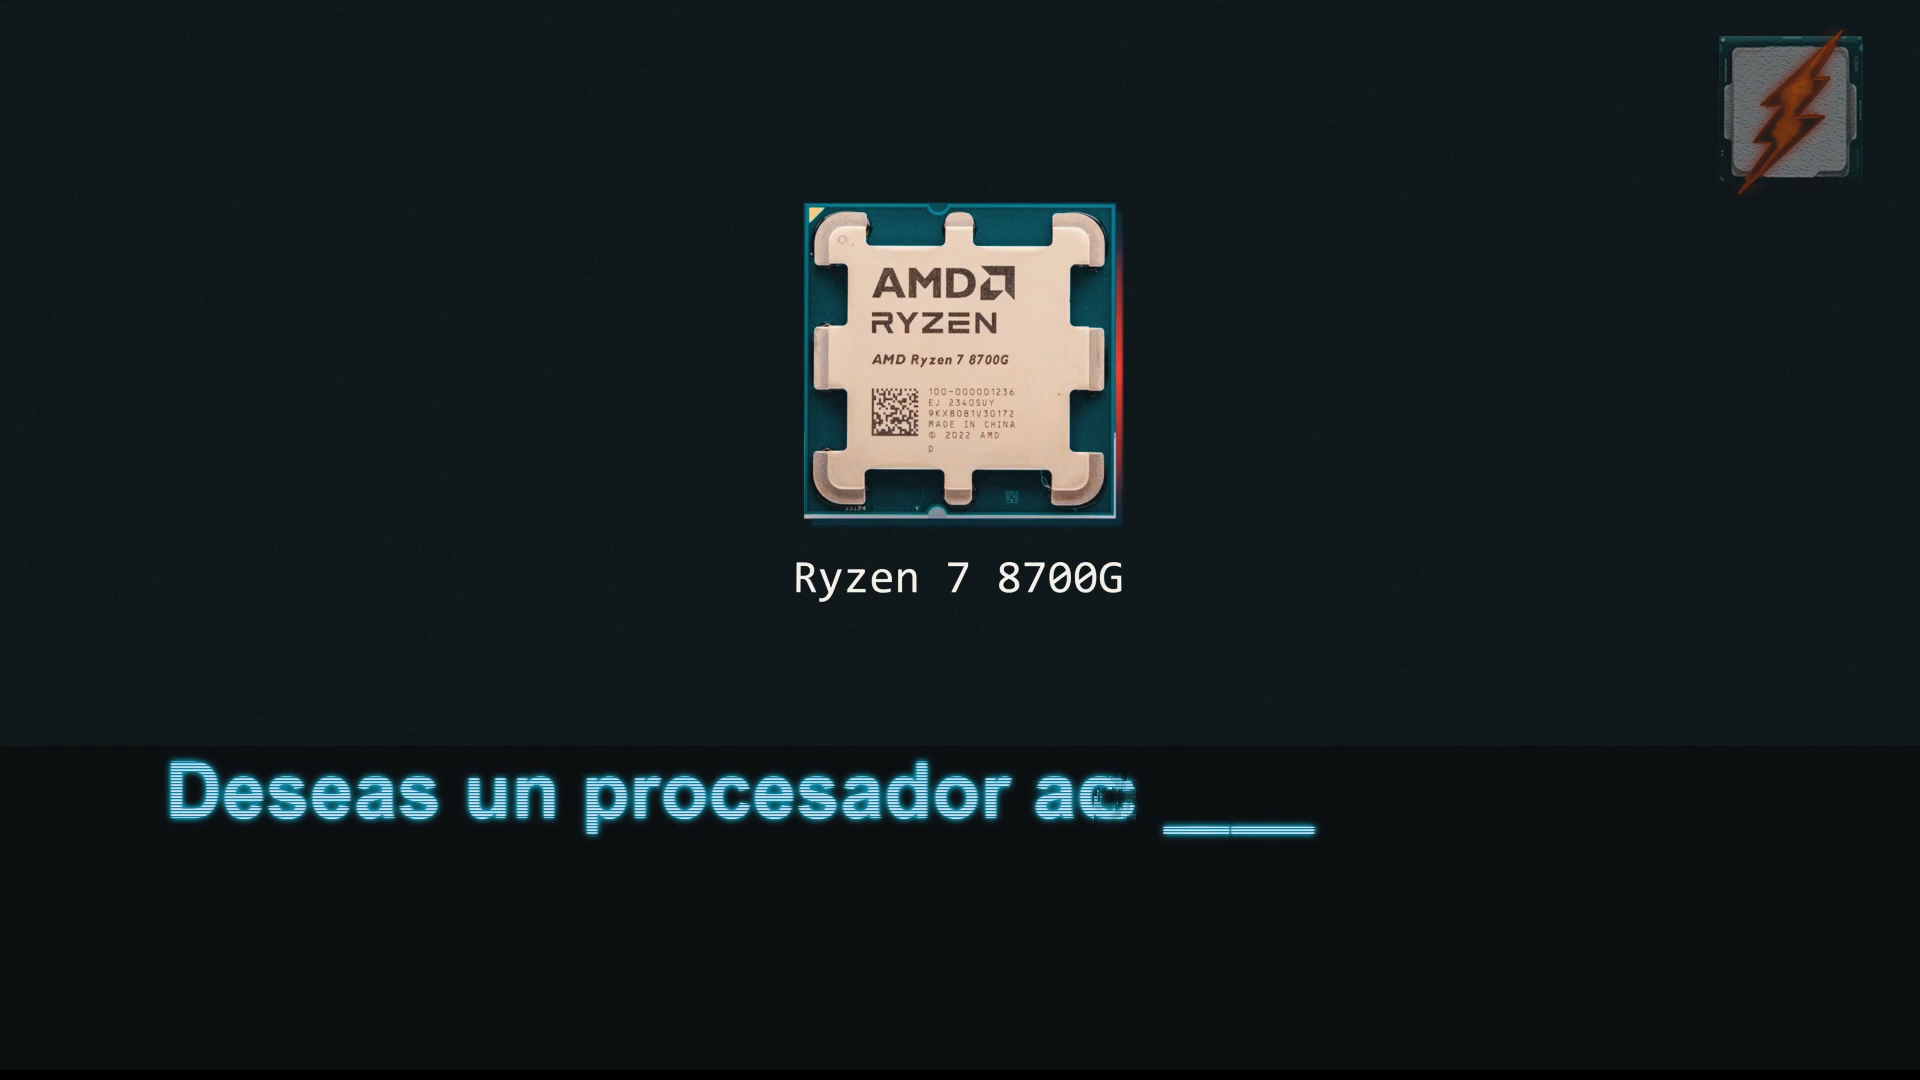 AMD
RYZEN
AMD Ryzen 7 8700G
100-000001236
EJ 2340SUY
9KX8081V30172
MADE IN CHINA
© 2022 AMD
D
Ryzen 7 8700G
Deseas un procesador